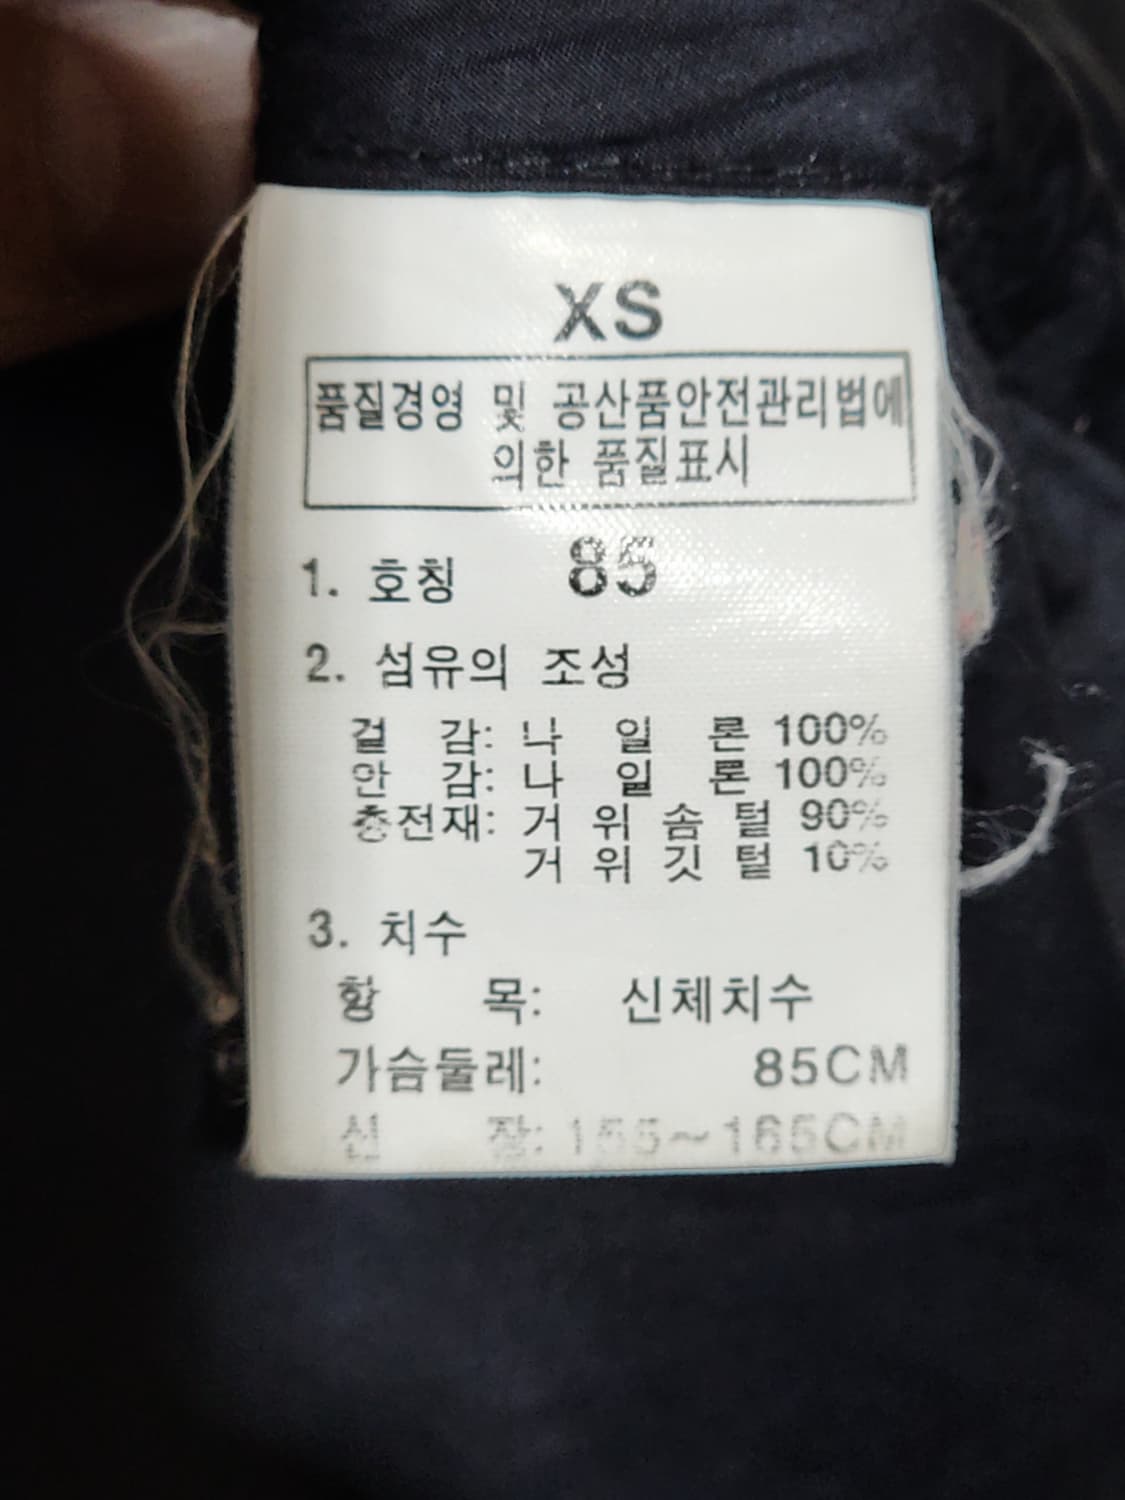 XS
품질경영 및 공산품안전관리법에
의한 품질표시
1. 호칭 85
2. 섬유의 조성
겉 감: 나 일 론 100%
안 감: 나 일 론 100%
충전재: 거 위 솜 털 90%
거 위 깃 털 10%
3. 치수
항 목: 신체치수
가슴둘레: 85CM
신 장: 155~165CM